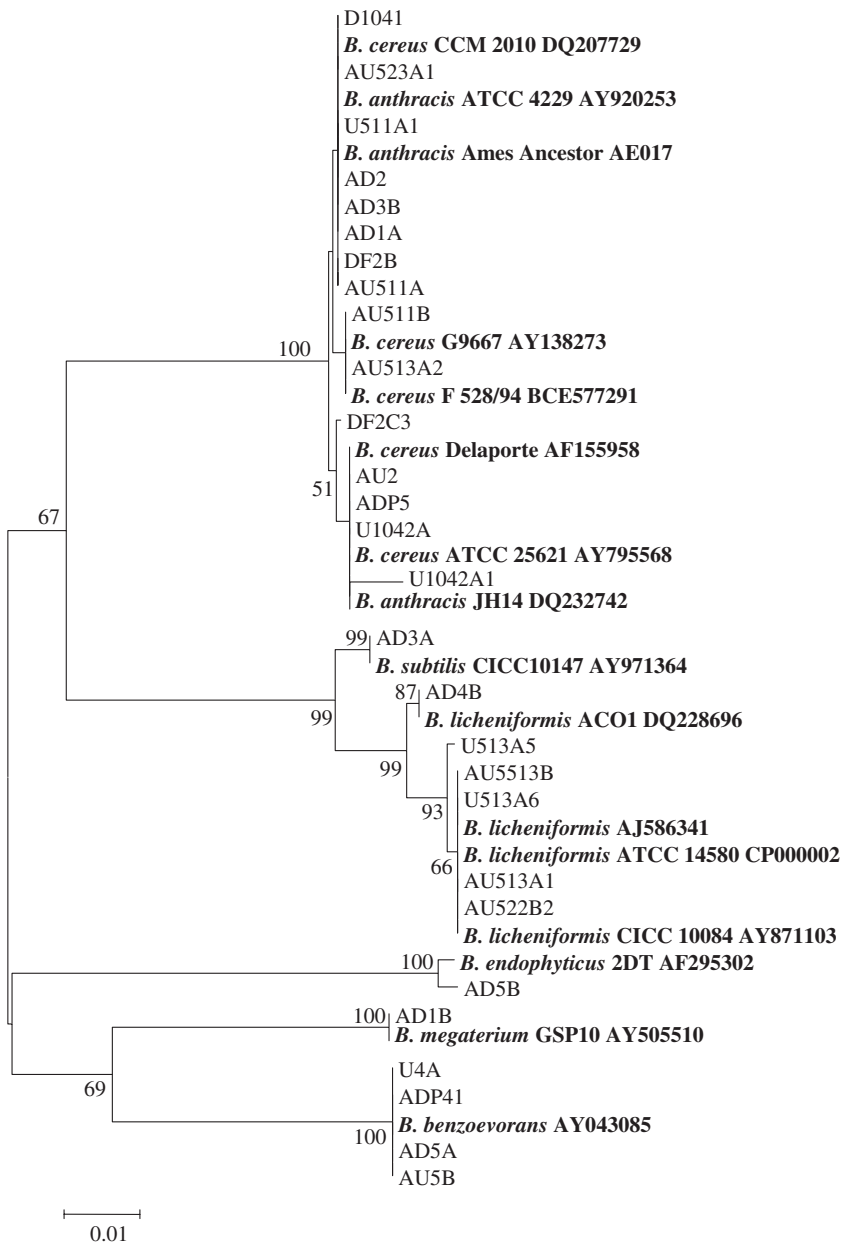 D1041
B. cereus CCM 2010 DQ207729
AU523A1
B. anthracis ATCC 4229 AY920253
U511A1
B. anthracis Ames Ancestor AE017
AD2
AD3B
AD1A
DF2B
AU511A
AU511B
100
B. cereus G9667 AY138273
AU513A2
B. cereus F 528/94 BCE577291
DF2C3
B. cereus Delaporte AF155958
AU2
51
ADP5
67
U1042A
B. cereus ATCC 25621 AY795568
U1042A1
B. anthracis JH14 DQ232742
99
AD3A
B. subtilis CICC10147 AY971364
87
AD4B
99
B. licheniformis ACO1 DQ228696
U513A5
99
AU5513B
U513A6
93
B. licheniformis AJ586341
B. licheniformis ATCC 14580 CP000002
66
AU513A1
AU522B2
B. licheniformis CICC 10084 AY871103
100
B. endophyticus 2DT AF295302
AD5B
100
AD1B
B. megaterium GSP10 AY505510
U4A
69
ADP41
B. benzoevorans AY043085
100
AD5A
AU5B
0.01